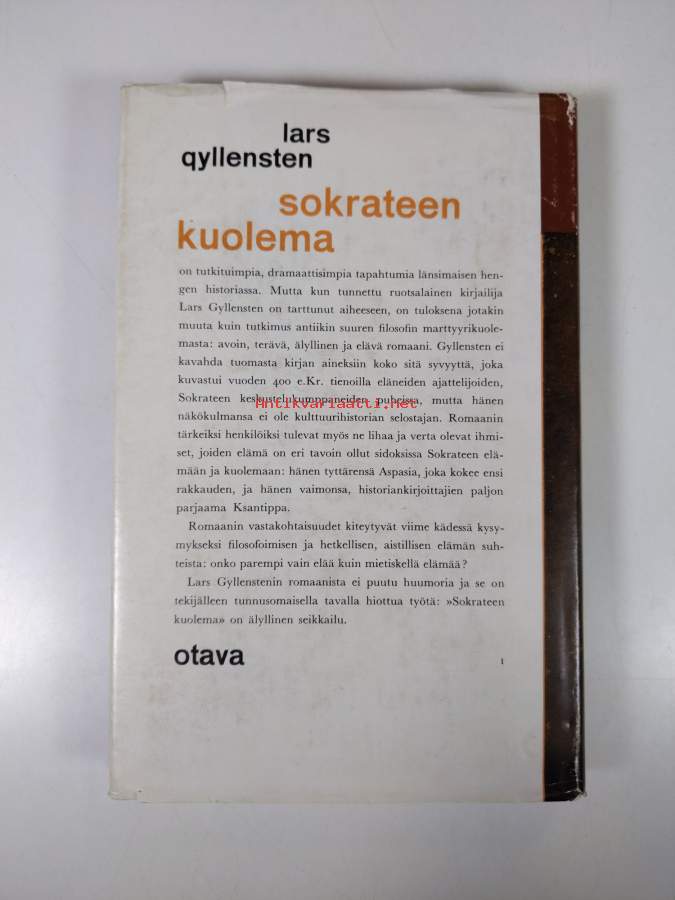 lars
qyllensten
sokrateen
kuolema
on tutkituimpia, dramaattisimpia tapahtumia länsimaisen hen-
gen historiassa. Mutta kun tunnettu ruotsalainen kirjailija
Lars Gyllensten on tarttunut aiheeseen, on tuloksena jotakin
muuta kuin tutkimus antiikin suuren filosofin marttyyrikuole-
masta: avoin, terävä, älyllinen ja elävä romaani. Gyllensten ei
kavahda tuomasta kirjan aineksiin koko sitä syvyyttä, joka
kuvastui vuoden 400 e.Kr. tienoilla eläneiden ajattelijoiden,
Sokrateen keskustelukumppaneiden puheissa, mutta hänen
Antikvariaatti.net
näkökulmansa ei ole kulttuurihistorian selostajan. Romaanin
tärkeiksi henkilöiksi tulevat myös ne lihaa ja verta olevat ihmi-
set, joiden elämä on eri tavoin ollut sidoksissa Sokrateen elä-
mään ja kuolemaan: hänen tyttärensä Aspasia, joka kokee ensi
rakkauden, ja hänen vaimonsa, historiankirjoittajien paljon
parjaama Ksantippa.
Romaanin vastakohtaisuudet kiteytyvät viime kädessä kysy-
mykseksi filosofoimisen ja hetkellisen, aistillisen elämän suh-
teista: onko parempi vain elää kuin mietiskellä elämää?
Lars Gyllenstenin romaanista ei puutu huumoria ja se on
tekijälleen tunnusomaisella tavalla hiottua työtä: »Sokrateen
kuolema» on älyllinen seikkailu.
otava
1